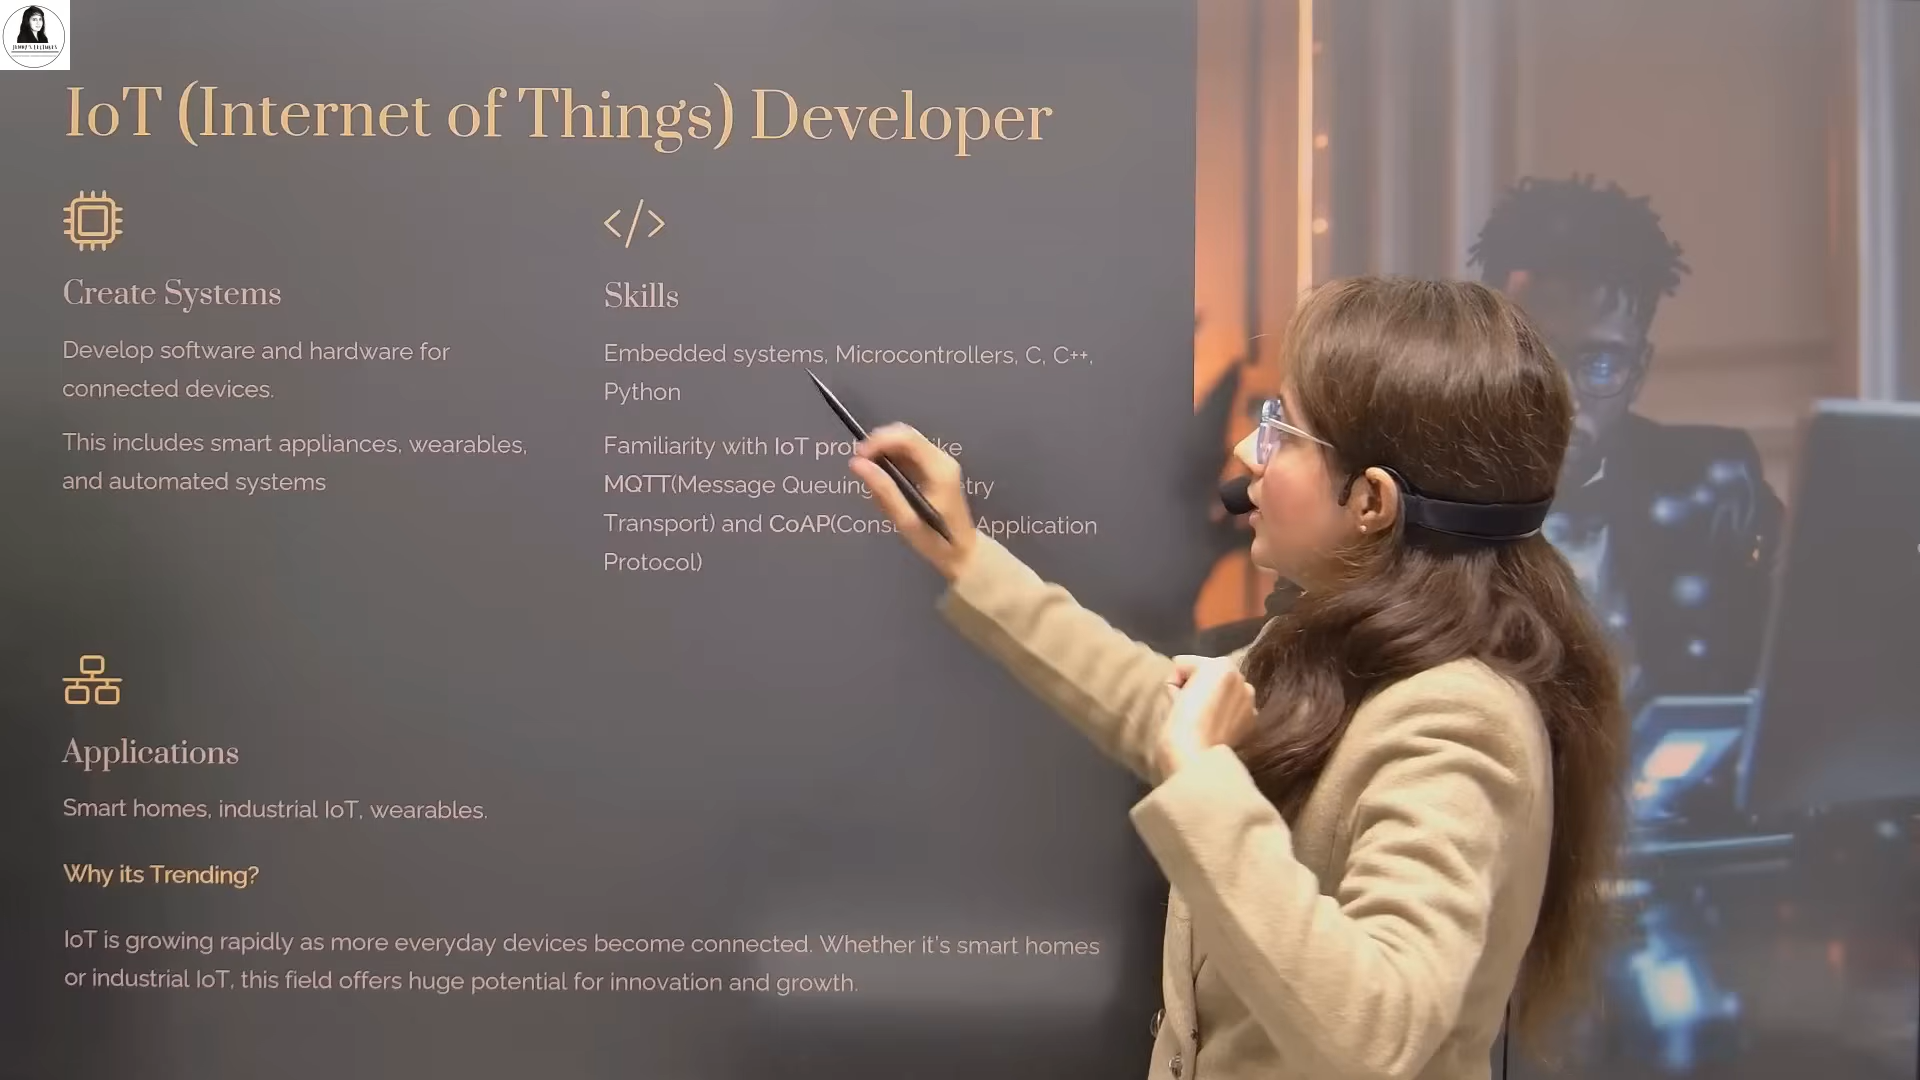 JENNY'S LECTURES
IoT (Internet of Things) Developer
Create Systems
Develop software and hardware for
connected devices.
This includes smart appliances, wearables,
and automated systems
Skills
Embedded systems, Microcontrollers, C, C++,
Python
Familiarity with IoT
MQTT(Message Queuing
Transport) and CoAP( Application
Protocol)
Applications
Smart homes, industrial IoT, wearables.
Why its Trending?
IoT is growing rapidly as more everyday devices become connected. Whether it's smart homes
or industrial IoT, this field offers huge potential for innovation and growth.